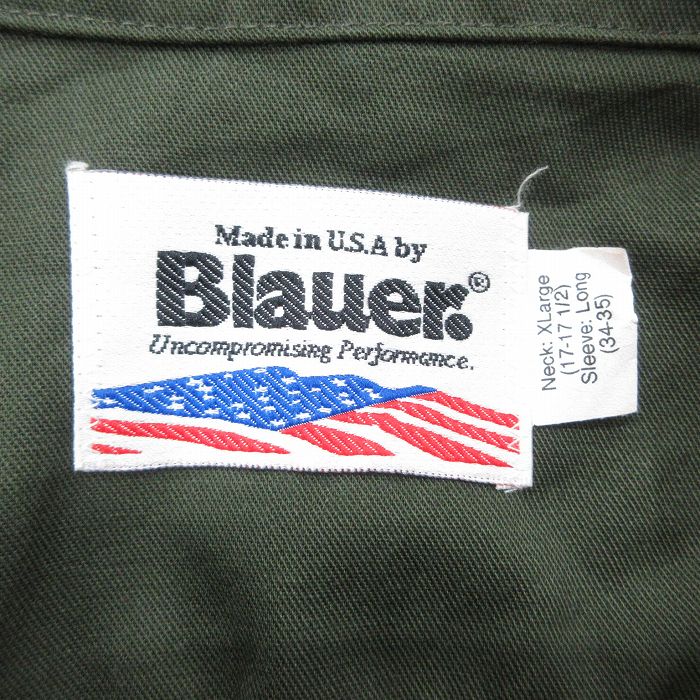 Made in U.S.A by
Blauer.®
Uncompromising Performance.
Neck: XLarge
(17-17 1/2)
Sleeve: Long
(34-35)